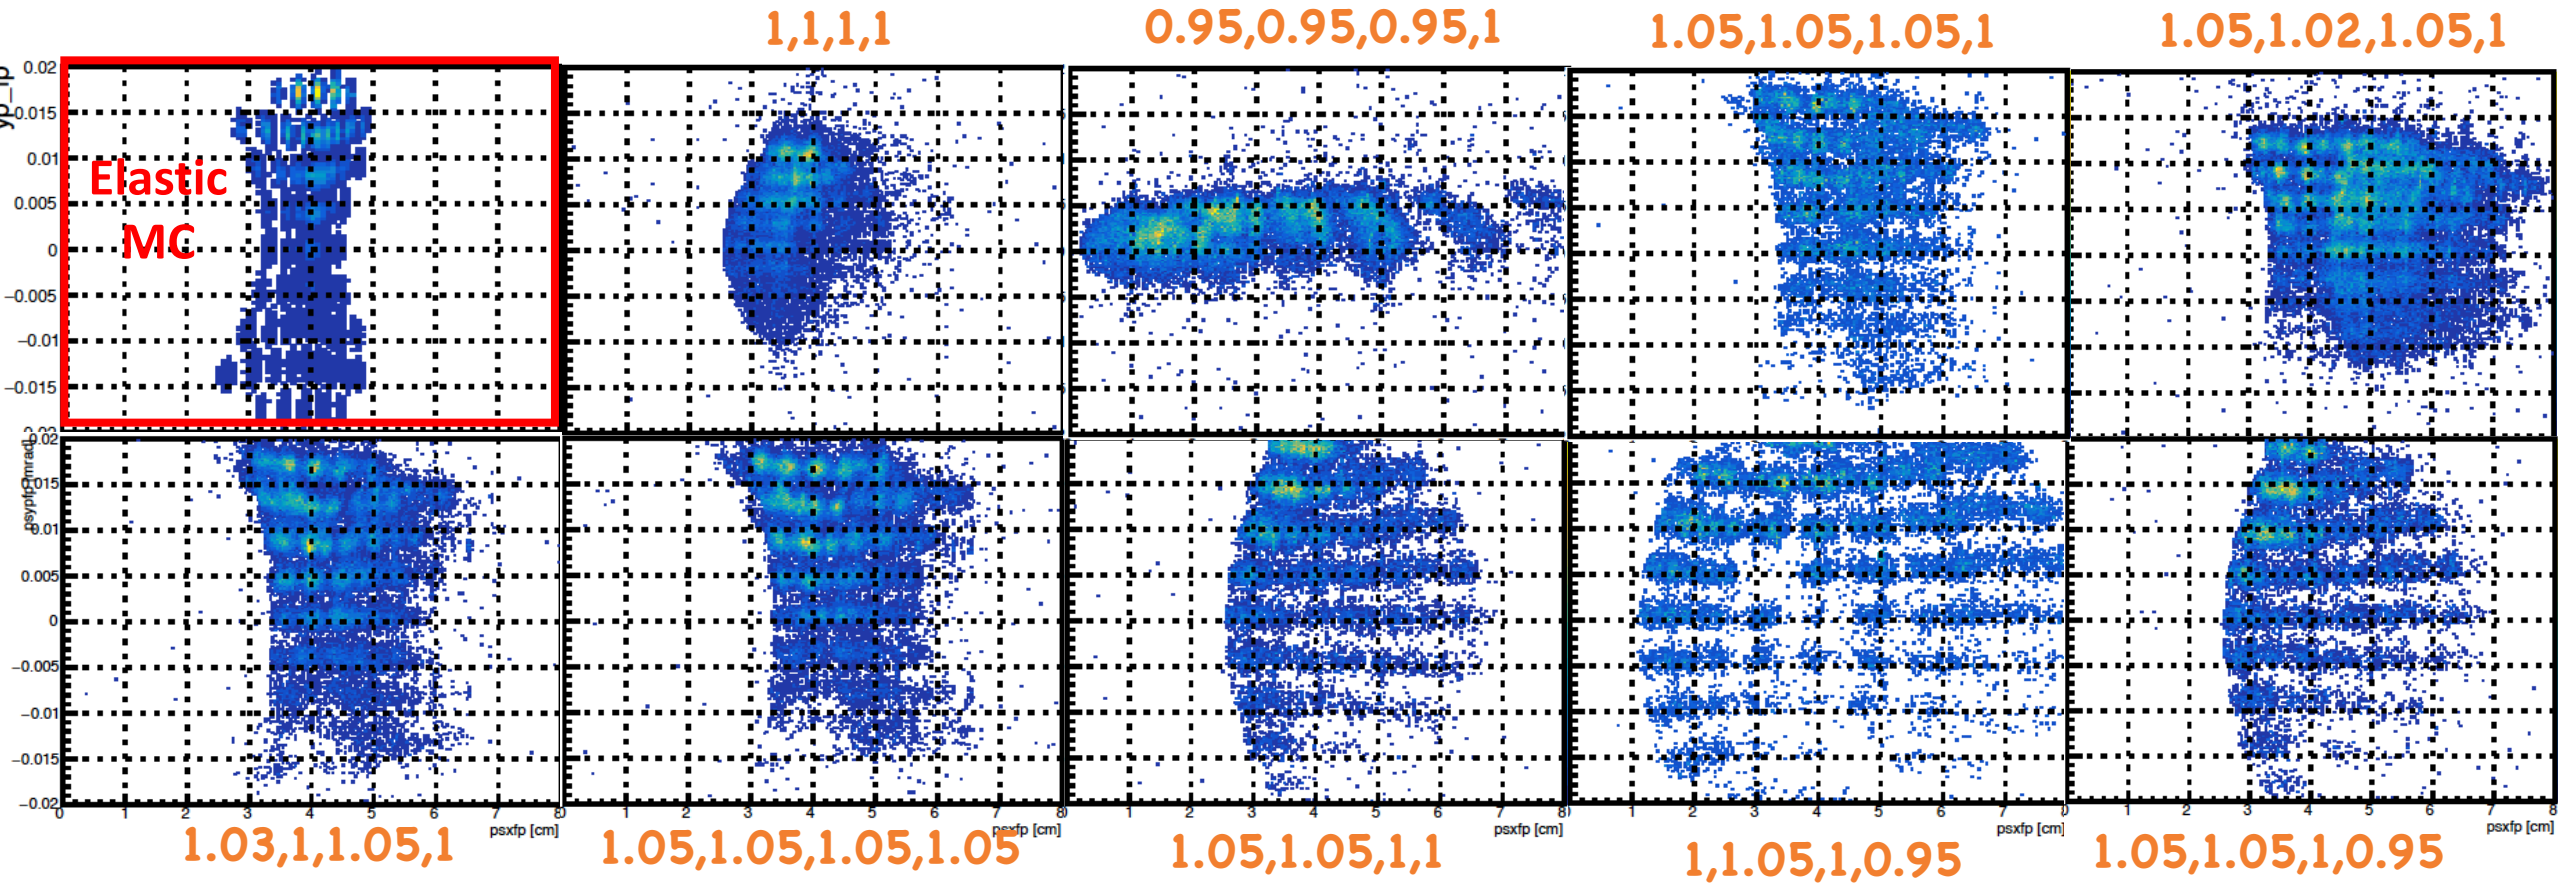 1,1,1,1
0.95,0.95,0.95,1
1.05,1.05,1.05,1
1.05,1.02,1.05,1
yp_fp
0.02
0.015
0.01
0.005
0
−0.005
−0.01
−0.015
Elastic
MC
psypfp [mrad]
0.02
0.015
0.01
0.005
0
−0.005
−0.01
−0.015
−0.02
0 1 2 3 4 5 6 7 8
1 2 3 4 5 6 7 8
1 2 3 4 5 6 7 8
1 2 3 4 5 6 7
1 2 3 4 5 6 7 8
psxfp [cm]
psxfp [cm]
psxfp [cm]
psxfp [cm]
psxfp [cm]
1.03,1,1.05,1
1.05,1.05,1.05,1.05
1.05,1.05,1,1
1,1.05,1,0.95
1.05,1.05,1,0.95